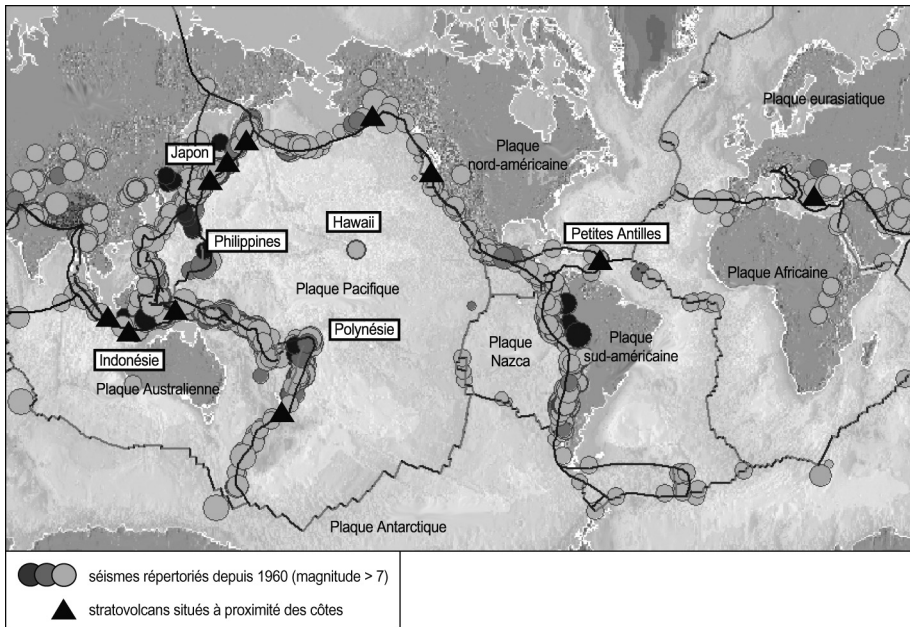 Plaque eurasiatique
Japon
Plaque
nord-américaine
Hawaii
Petites Antilles
Philippines
Plaque Africaine
Plaque Pacifique
Polynésie
Plaque
Nazca
Plaque
sud-américaine
Indonésie
Plaque Australienne
Plaque Antarctique
séismes répertoriés depuis 1960 (magnitude > 7)
stratovolcans situés à proximité des côtes